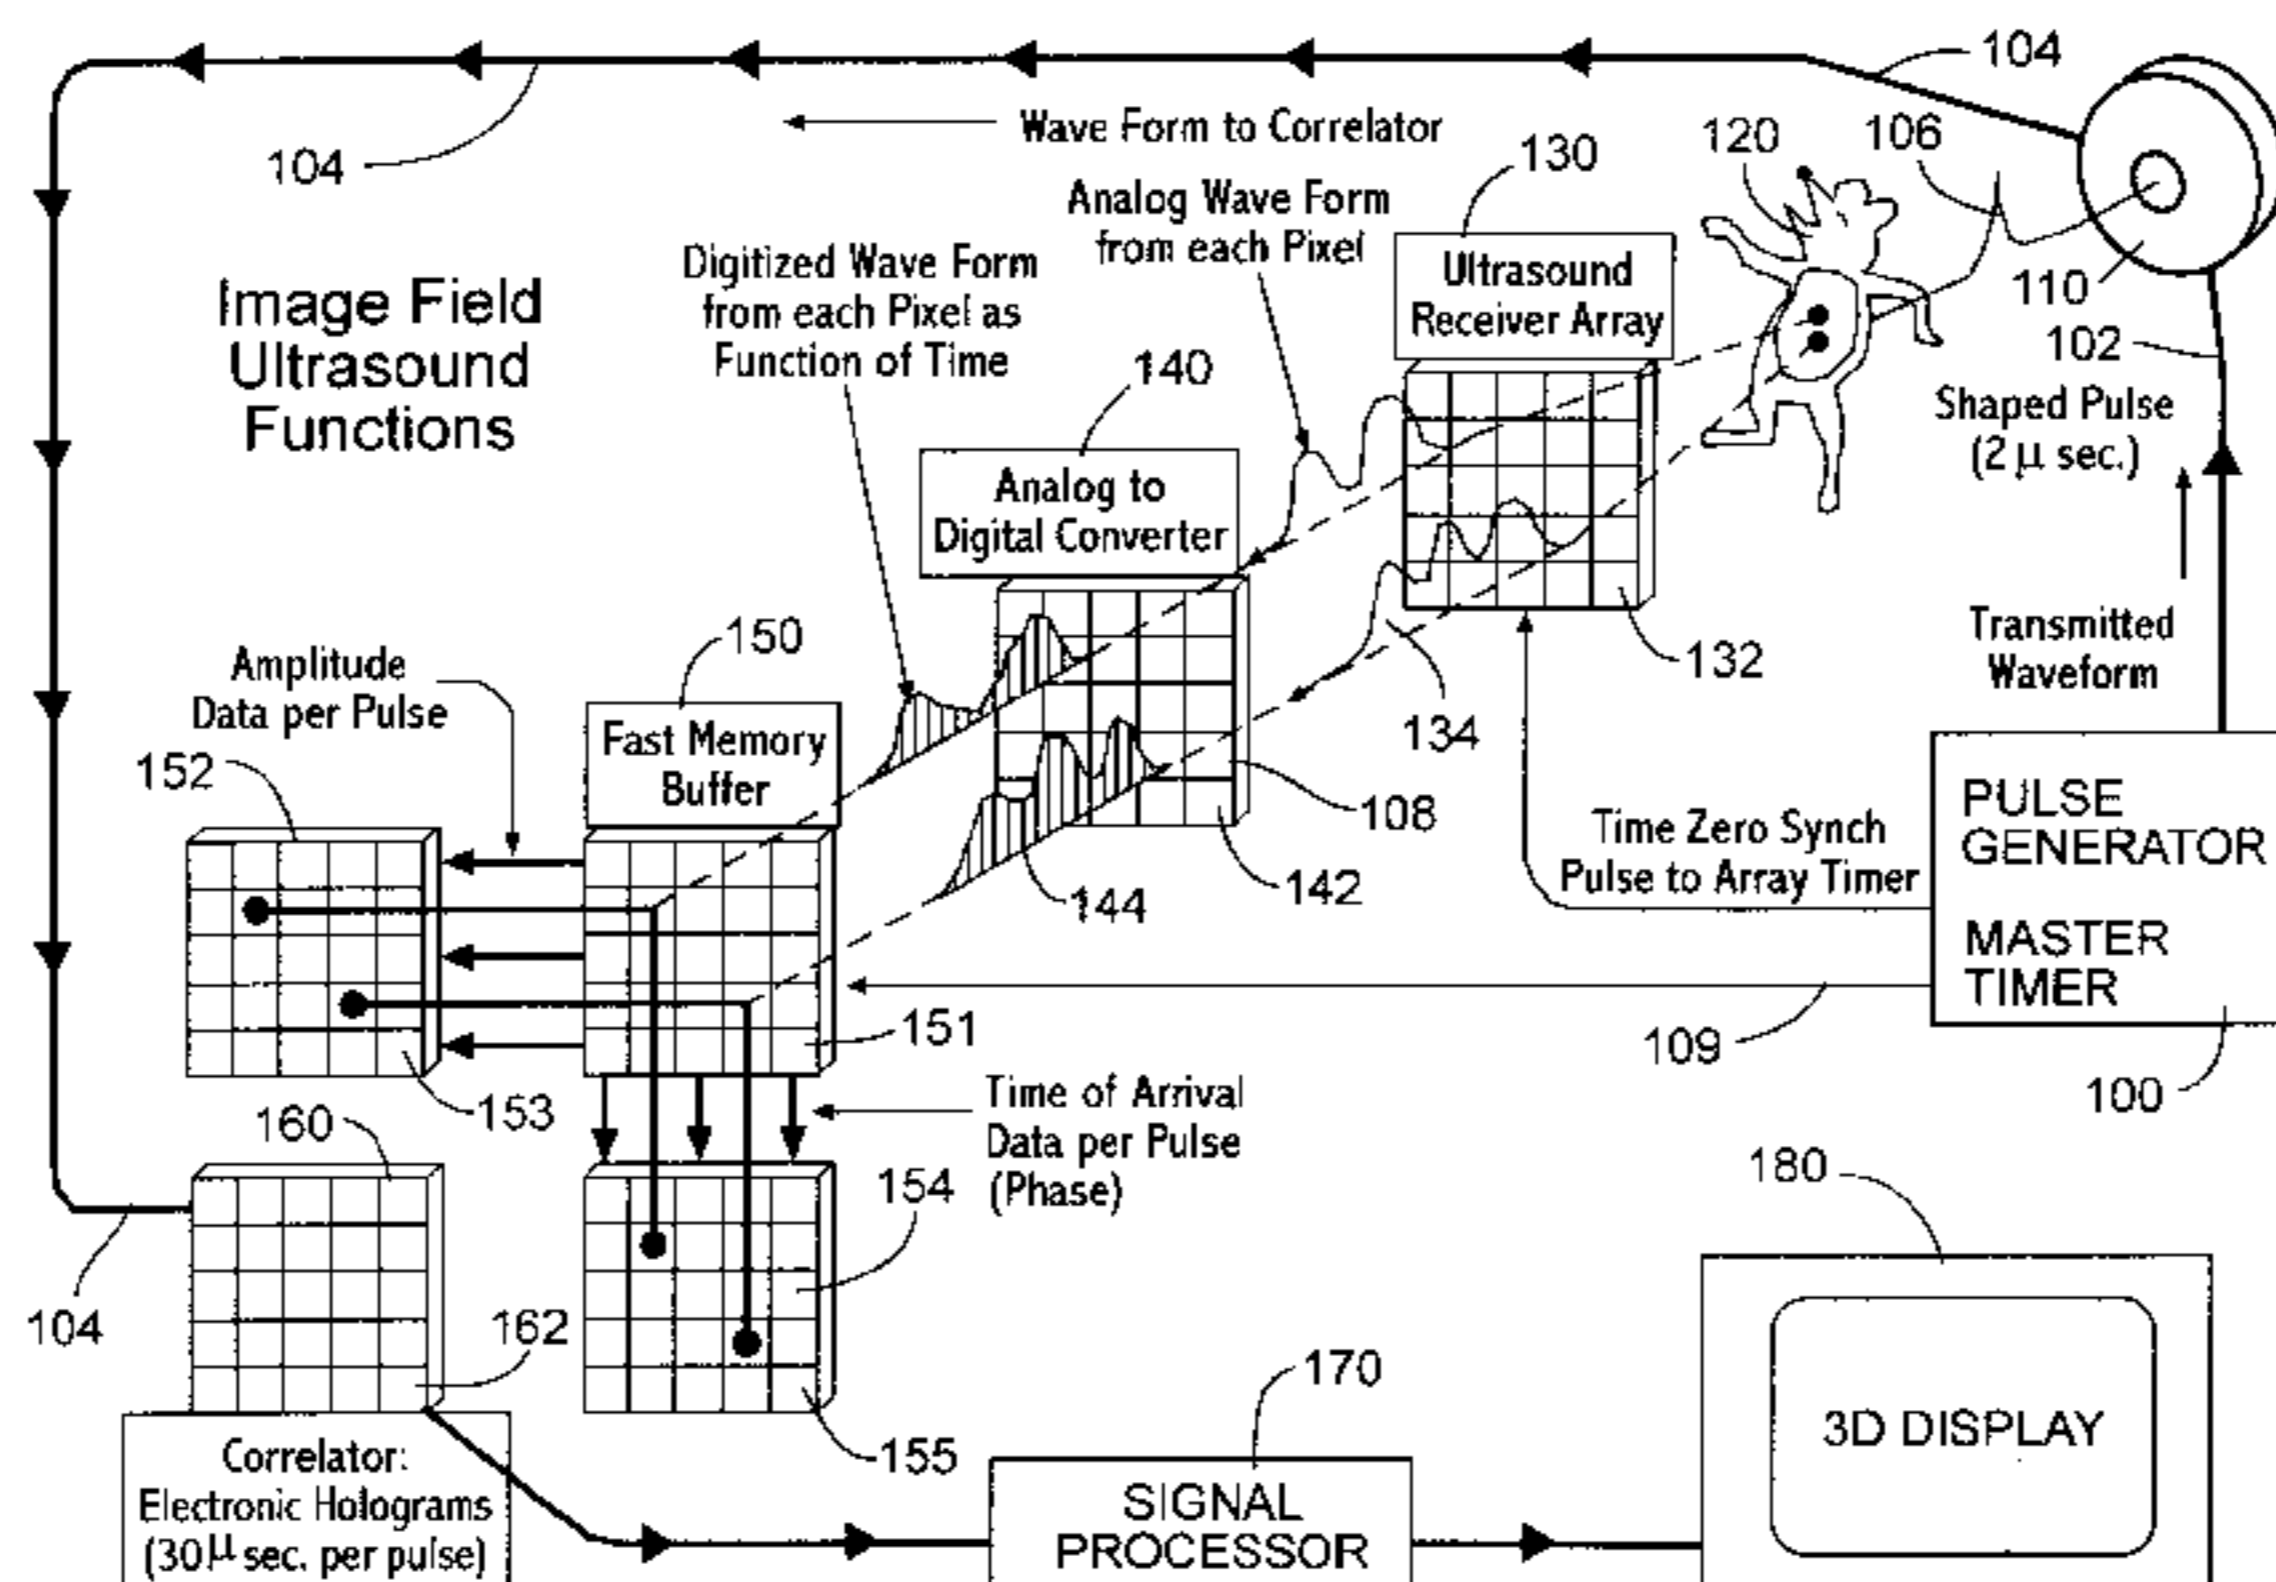 104
104
Wave Form to Correlator
120
106
130
Analog Wave Form
from each Pixel
Digitized Wave Form
from each Pixel as
Function of Time
Ultrasound
Receiver Array
110
102
Image Field
Ultrasound
Functions
140
Shaped Pulse
(2 μ sec.)
Analog to
Digital Converter
Transmitted
Waveform
150
132
134
Amplitude
Data per Pulse
152
Fast Memory
Buffer
108
142
144
Time Zero Synch
Pulse to Array Timer
PULSE
GENERATOR
MASTER
TIMER
151
109
100
153
160
Time of Arrival
Data per Pulse
(Phase)
154
180
104
162
170
155
3D DISPLAY
Correlator:
Electronic Holograms
(30 μ sec. per pulse)
SIGNAL
PROCESSOR